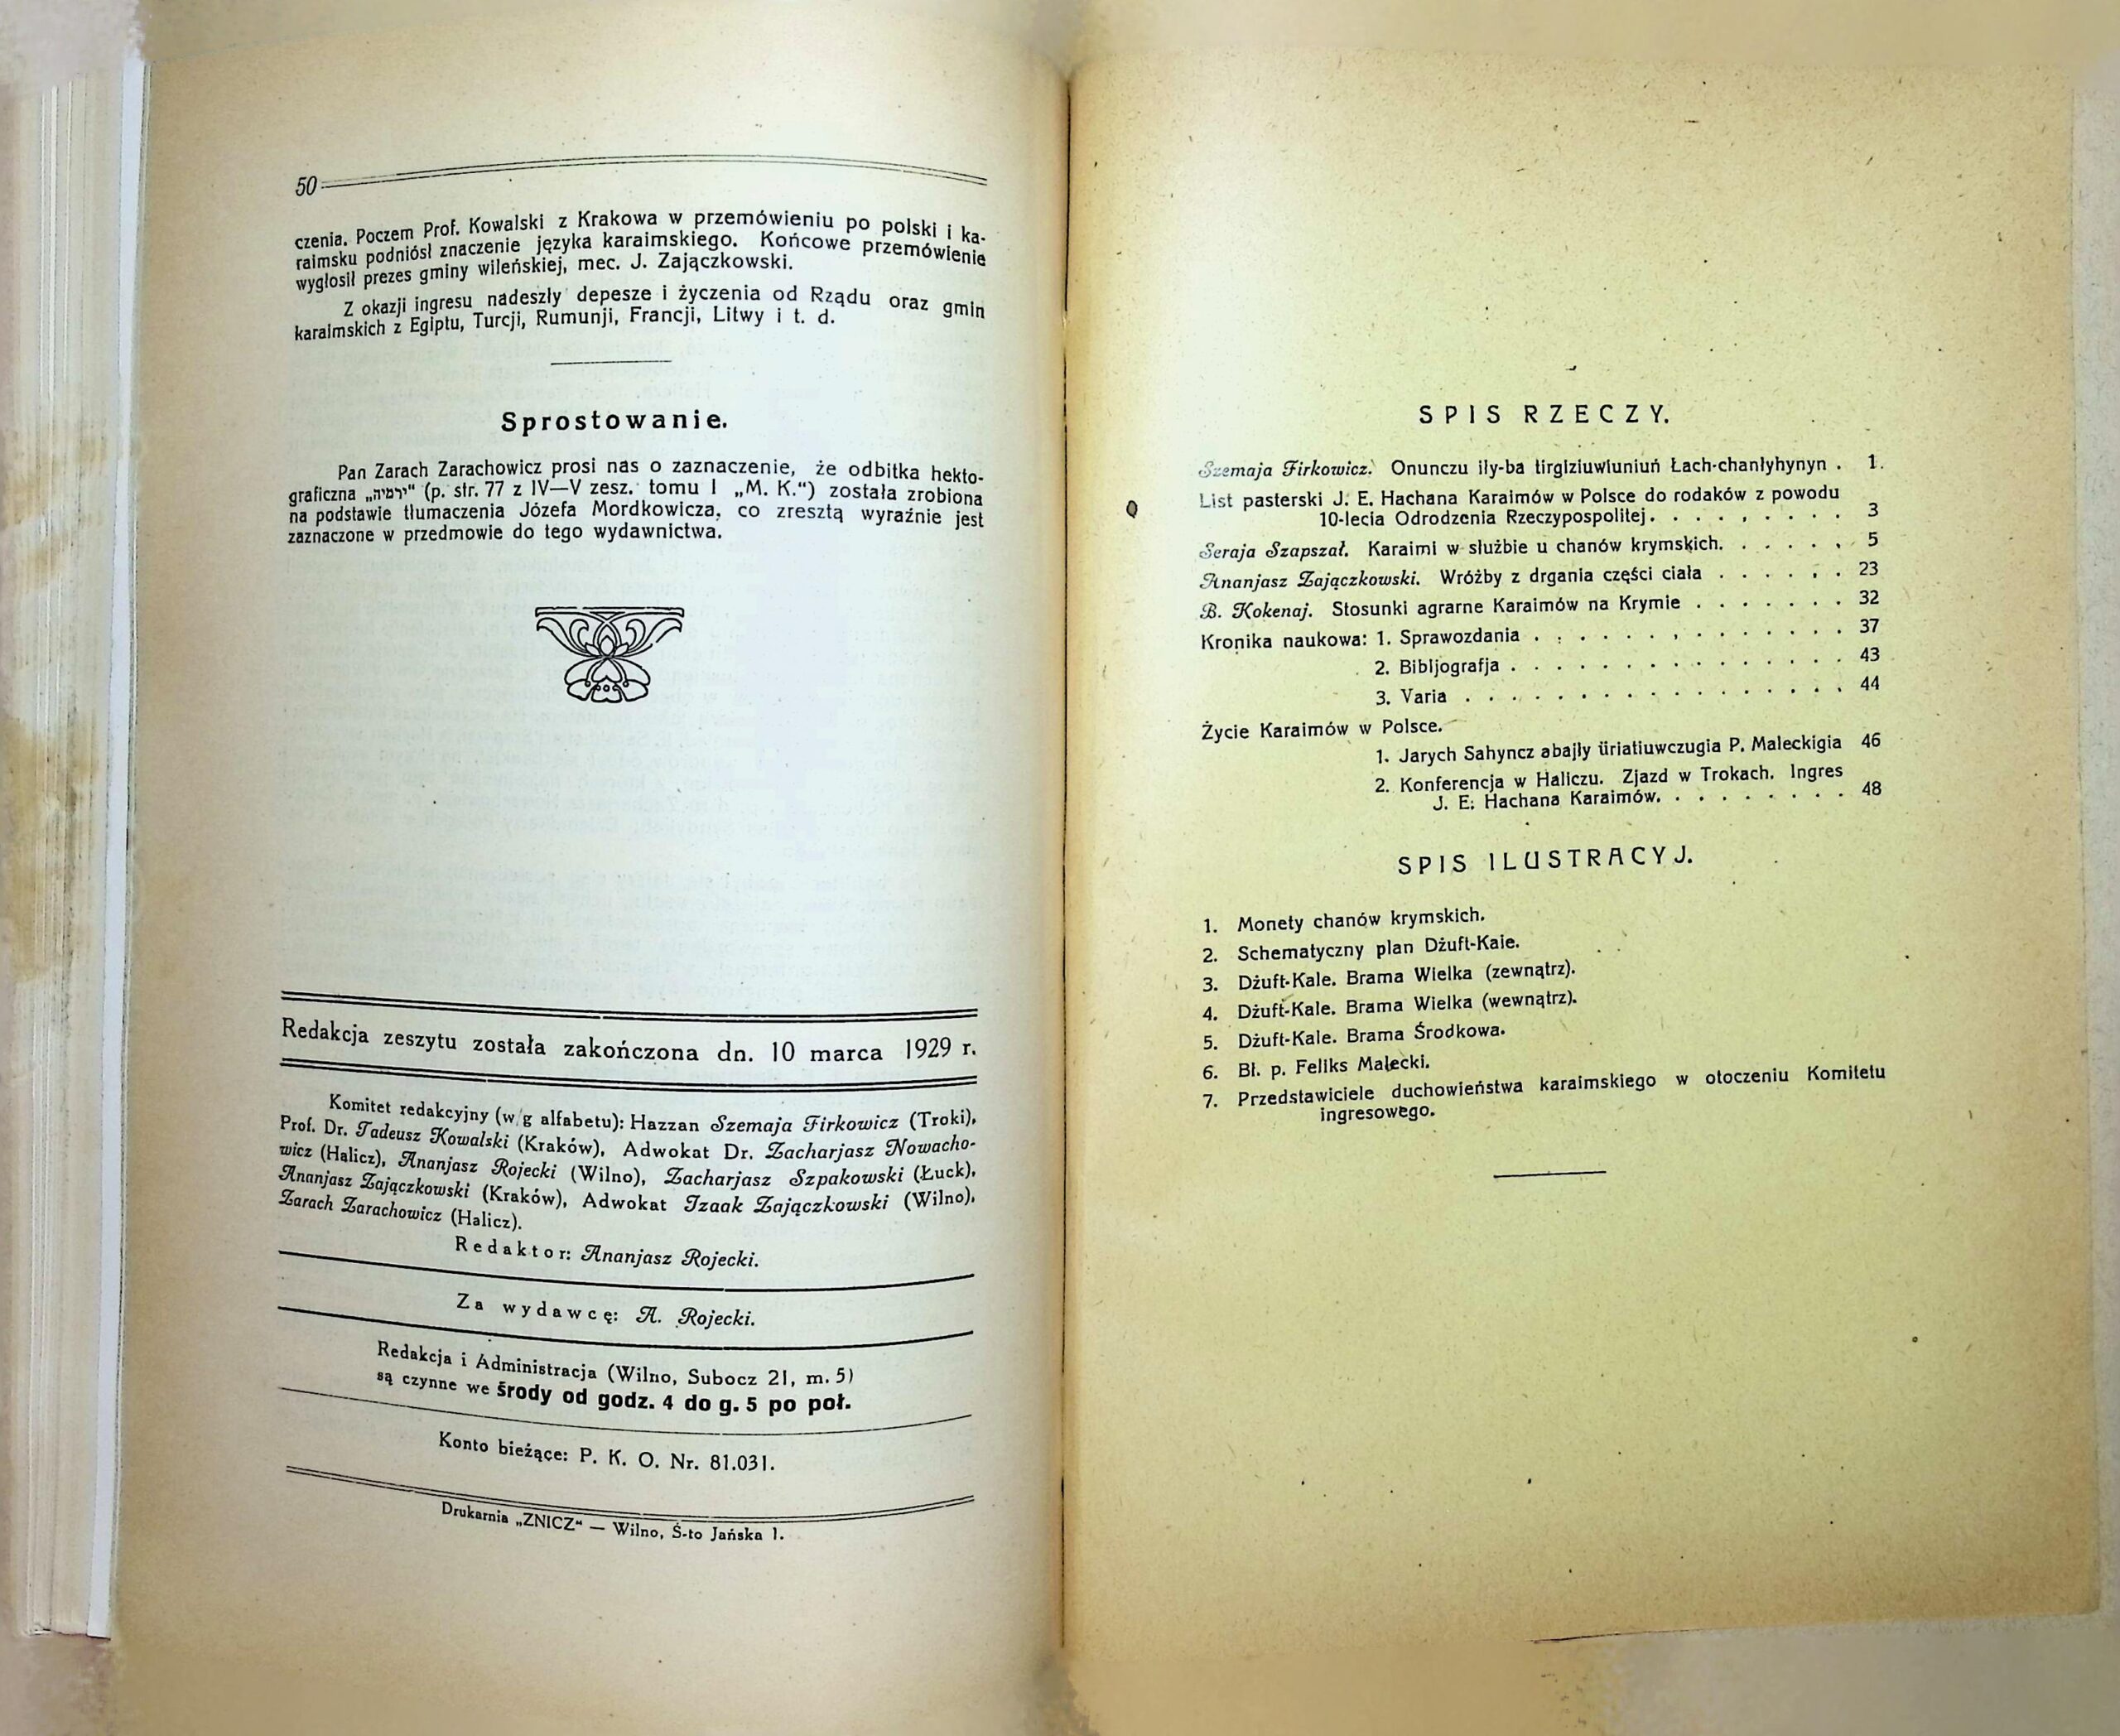 50
czenia. Poczem Prof. Kowalski z Krakowa w przemówieniu po polski i ka-
raimsku podniósł znaczenie języka karaimskiego. Końcowe przemówienie
wygłosił prezes gminy wileńskiej, mec. J. Zajączkowski.
Z okazji ingresu nadeszły depesze i życzenia od Rządu oraz gmin
karaimskich z Egiptu, Turcji, Rumunji, Francji, Litwy i t. d.
Sprostowanie.
Pan Zarach Zarachowicz prosi nas o zaznaczenie, że odbitka hekto-
graficzna „ירמיה" (p. str. 77 z IV—V zesz. tomu I „M. K.") została zrobiona
na podstawie tłumaczenia Józefa Mordkowicza, co zresztą wyraźnie jest
zaznaczone w przedmowie do tego wydawnictwa.
Redakcja zeszytu została zakończona dn. 10 marca 1929 r.
Komitet redakcyjny (w/g alfabetu): Hazzan Szemaja Firkowicz (Troki),
Prof. Dr. Tadeusz Kowalski (Kraków), Adwokat Dr. Zacharjasz Nowacho-
wicz (Halicz), Ananjasz Rojecki (Wilno), Zacharjasz Szpakowski (Łuck),
Ananjasz Zajączkowski (Kraków), Adwokat Izaak Zajączkowski (Wilno),
Zarach Zarachowicz (Halicz).
Redaktor: Ananjasz Rojecki.
Za wydawcę: A. Rojecki.
Redakcja i Administracja (Wilno, Subocz 21, m. 5)
są czynne we środy od godz. 4 do g. 5 po poł.
Konto bieżące: P. K. O. Nr. 81.031.
Drukarnia „ZNICZ" — Wilno, Ś-to Jańska 1.
SPIS RZECZY.
Szemaja Firkowicz. Onunczu iły-ba tirgiziuwluniuń Łach-chanłyhynyn . 1.
List pasterski J. E. Hachana Karaimów w Polsce do rodaków z powodu
10-lecia Odrodzenia Rzeczypospolitej . . . . . . . . . 3
Seraja Szapszał. Karaimi w służbie u chanów krymskich. . . . . . 5
Ananjasz Zajączkowski. Wróżby z drgania części ciała . . . . . . 23
B. Kokenaj. Stosunki agrarne Karaimów na Krymie . . . . . . . 32
Kronika naukowa: 1. Sprawozdania . . . . . . . . . . . . . . 37
2. Bibljografja . . . . . . . . . . . . . . . 43
3. Varia . . . . . . . . . . . . . . . . . 44
Życie Karaimów w Polsce.
1. Jarych Sahyncz abajły üriatiuwczugia P. Maleckigia 46
2. Konferencja w Haliczu. Zjazd w Trokach. Ingres
J. E. Hachana Karaimów. . . . . . . . . . 48
SPIS ILUSTRACYJ.
1. Monety chanów krymskich.
2. Schematyczny plan Dżuft-Kale.
3. Dżuft-Kale. Brama Wielka (zewnątrz).
4. Dżuft-Kale. Brama Wielka (wewnątrz).
5. Dżuft-Kale. Brama Środkowa.
6. Bł. p. Feliks Malecki.
7. Przedstawiciele duchowieństwa karaimskiego w otoczeniu Komitetu
ingresowego.